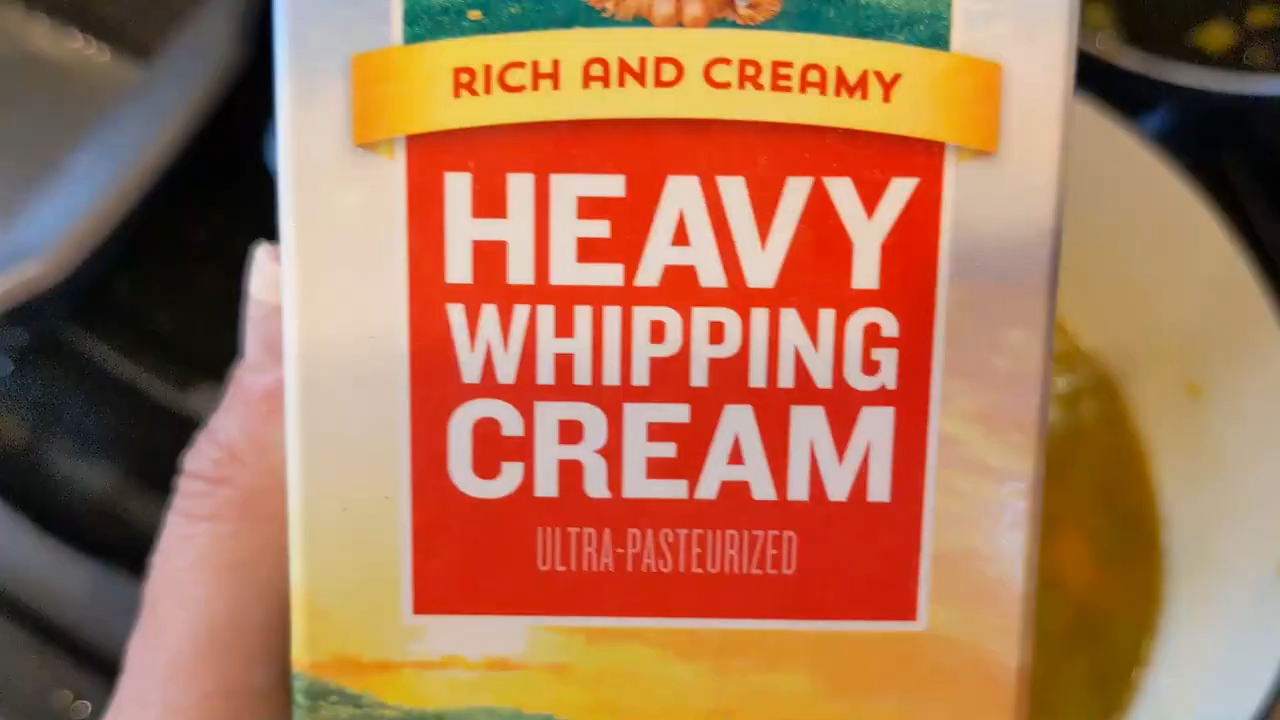 RICH AND CREAMY
HEAVY
WHIPPING
CREAM
ULTRA-PASTEURIZED